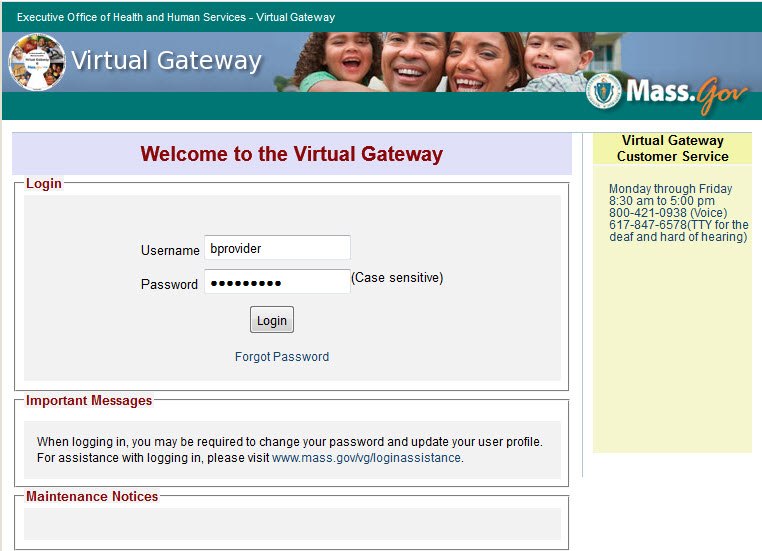 Executive Office of Health and Human Services - Virtual Gateway
Virtual Gateway
Mass.Gov
Welcome to the Virtual Gateway
Login
Username bprovider
Password ●●●●●●●●● (Case sensitive)
Login
Forgot Password
Important Messages
When logging in, you may be required to change your password and update your user profile.
For assistance with logging in, please visit www.mass.gov/vg/loginassistance.
Maintenance Notices
Virtual Gateway
Customer Service
Monday through Friday
8:30 am to 5:00 pm
800-421-0938 (Voice)
617-847-6578(TTY for the
deaf and hard of hearing)